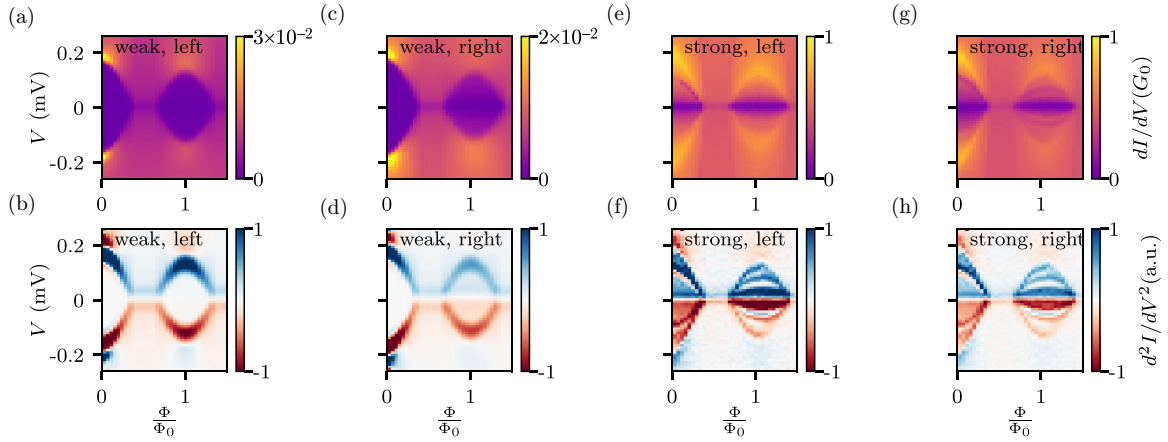 (a)
weak, left
3×10⁻²
0
0.2
0
-0.2
V (mV)
0
1
(c)
weak, right
2×10⁻²
0
0
1
(e)
strong, left
1
0
0
1
(g)
strong, right
1
0
0
1
dI/dV(G₀)
(b)
weak, left
1
-1
0.2
0
-0.2
V (mV)
0
1
Φ/Φ₀
(d)
weak, right
1
-1
0
1
Φ/Φ₀
(f)
strong, left
1
-1
0
1
Φ/Φ₀
(h)
strong, right
1
-1
0
1
Φ/Φ₀
d²I/dV²(a.u.)